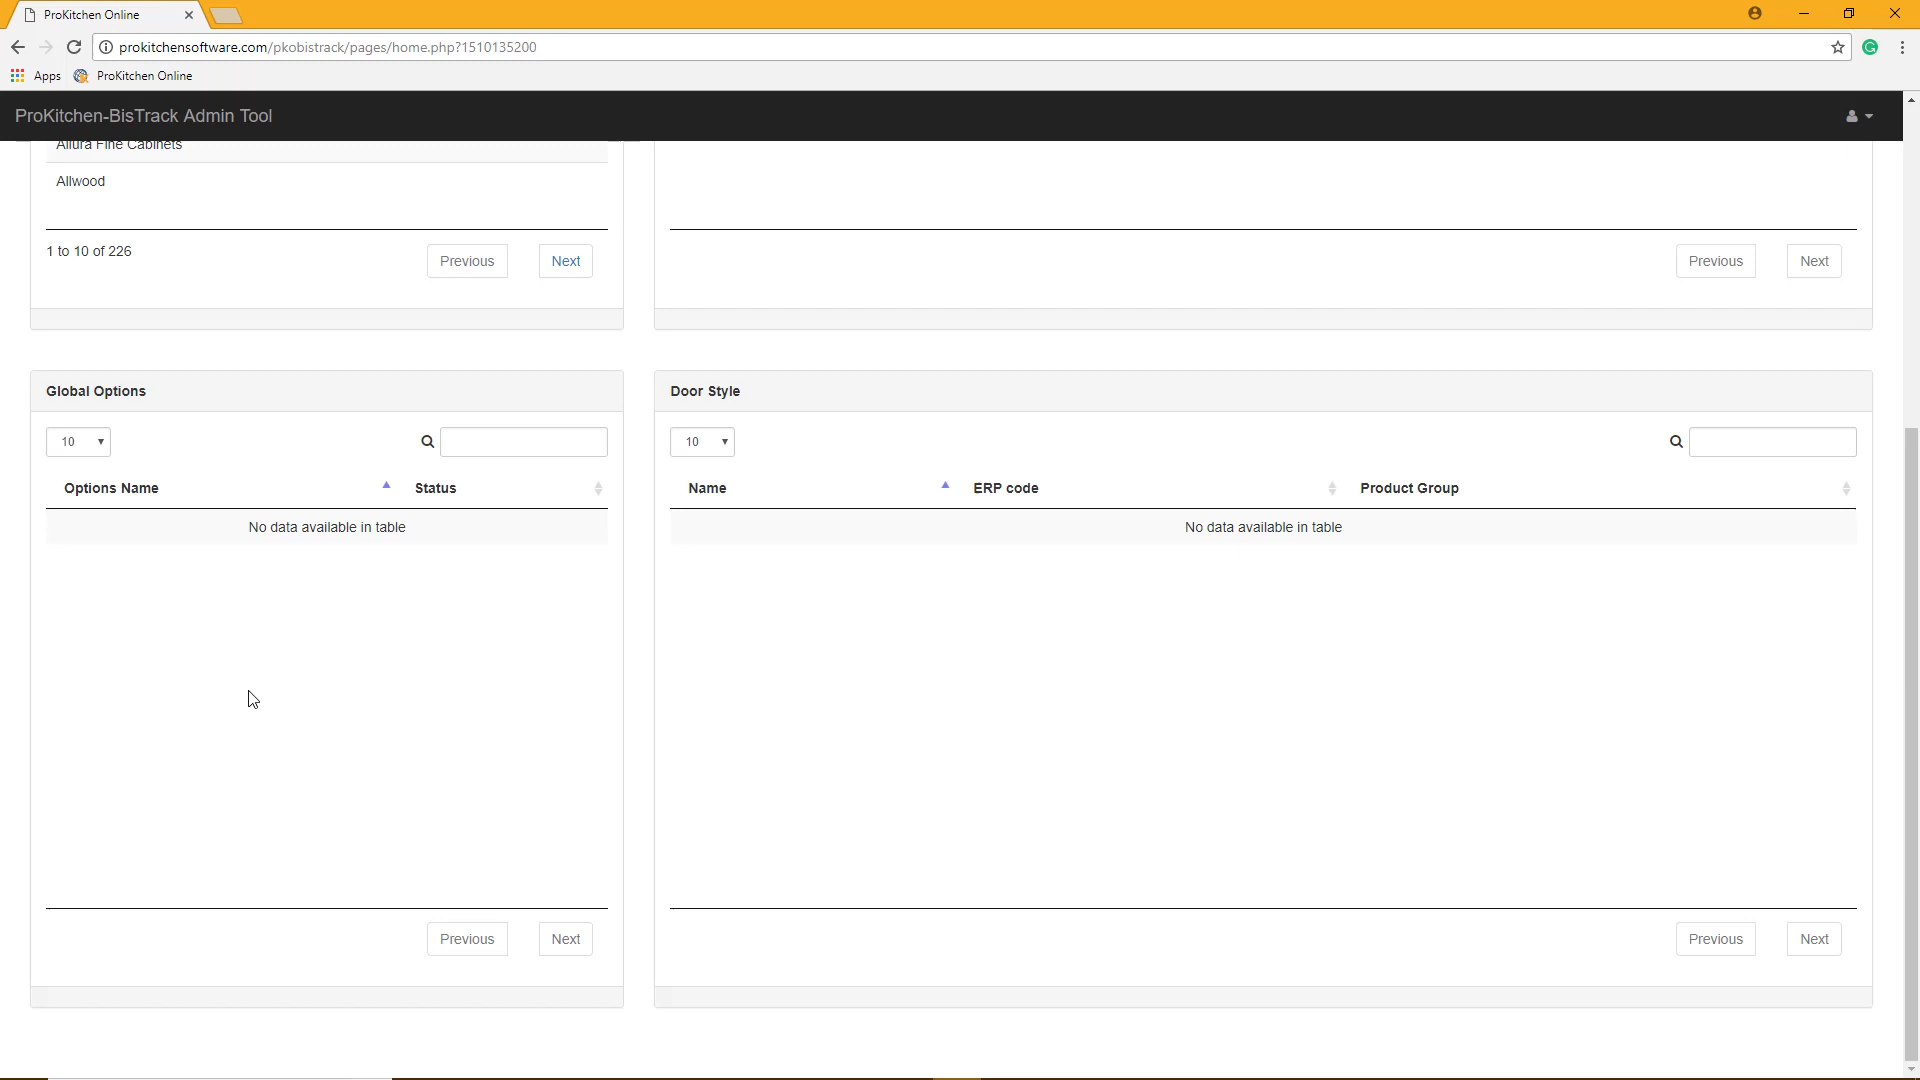 ProKitchen Online
prokitchensoftware.com/pkobistrack/pages/home.php?1510135200
Apps ProKitchen Online
ProKitchen-BisTrack Admin Tool
Allura Fine Cabinets
Allwood
1 to 10 of 226 Previous Next
Previous Next
Global Options
10
Options Name Status
No data available in table
Previous Next
Door Style
10
Name ERP code Product Group
No data available in table
Previous Next